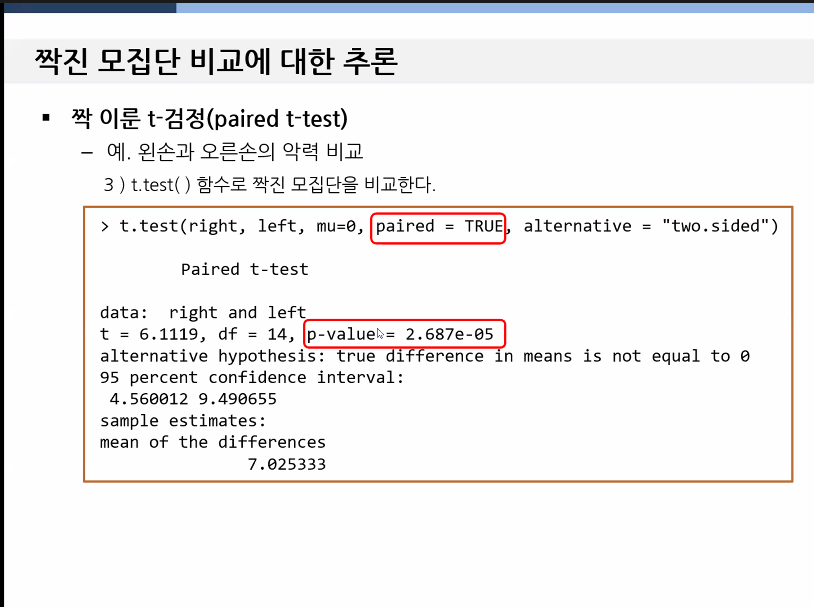 짝진 모집단 비교에 대한 추론
▪ 짝 이룬 t-검정(paired t-test)
– 예. 왼손과 오른손의 악력 비교
3 ) t.test( ) 함수로 짝진 모집단을 비교한다.
> t.test(right, left, mu=0, paired = TRUE, alternative = "two.sided")
Paired t-test
data:  right and left
t = 6.1119, df = 14, p-value = 2.687e-05
alternative hypothesis: true difference in means is not equal to 0
95 percent confidence interval:
4.560012 9.490655
sample estimates:
mean of the differences
7.025333